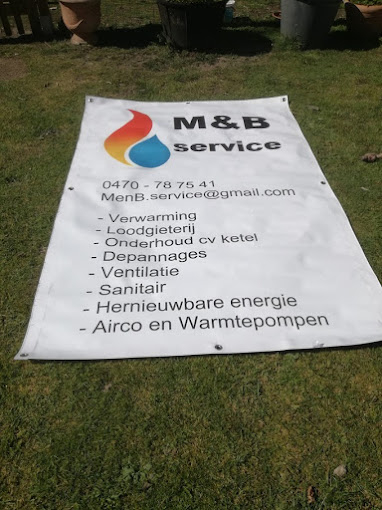 M&B
service
0470 - 78 75 41
MenB.service@gmail.com
- Verwarming
- Loodgieterij
- Onderhoud cv ketel
- Depannages
- Ventilatie
- Sanitair
- Hernieuwbare energie
- Airco en Warmtepompen